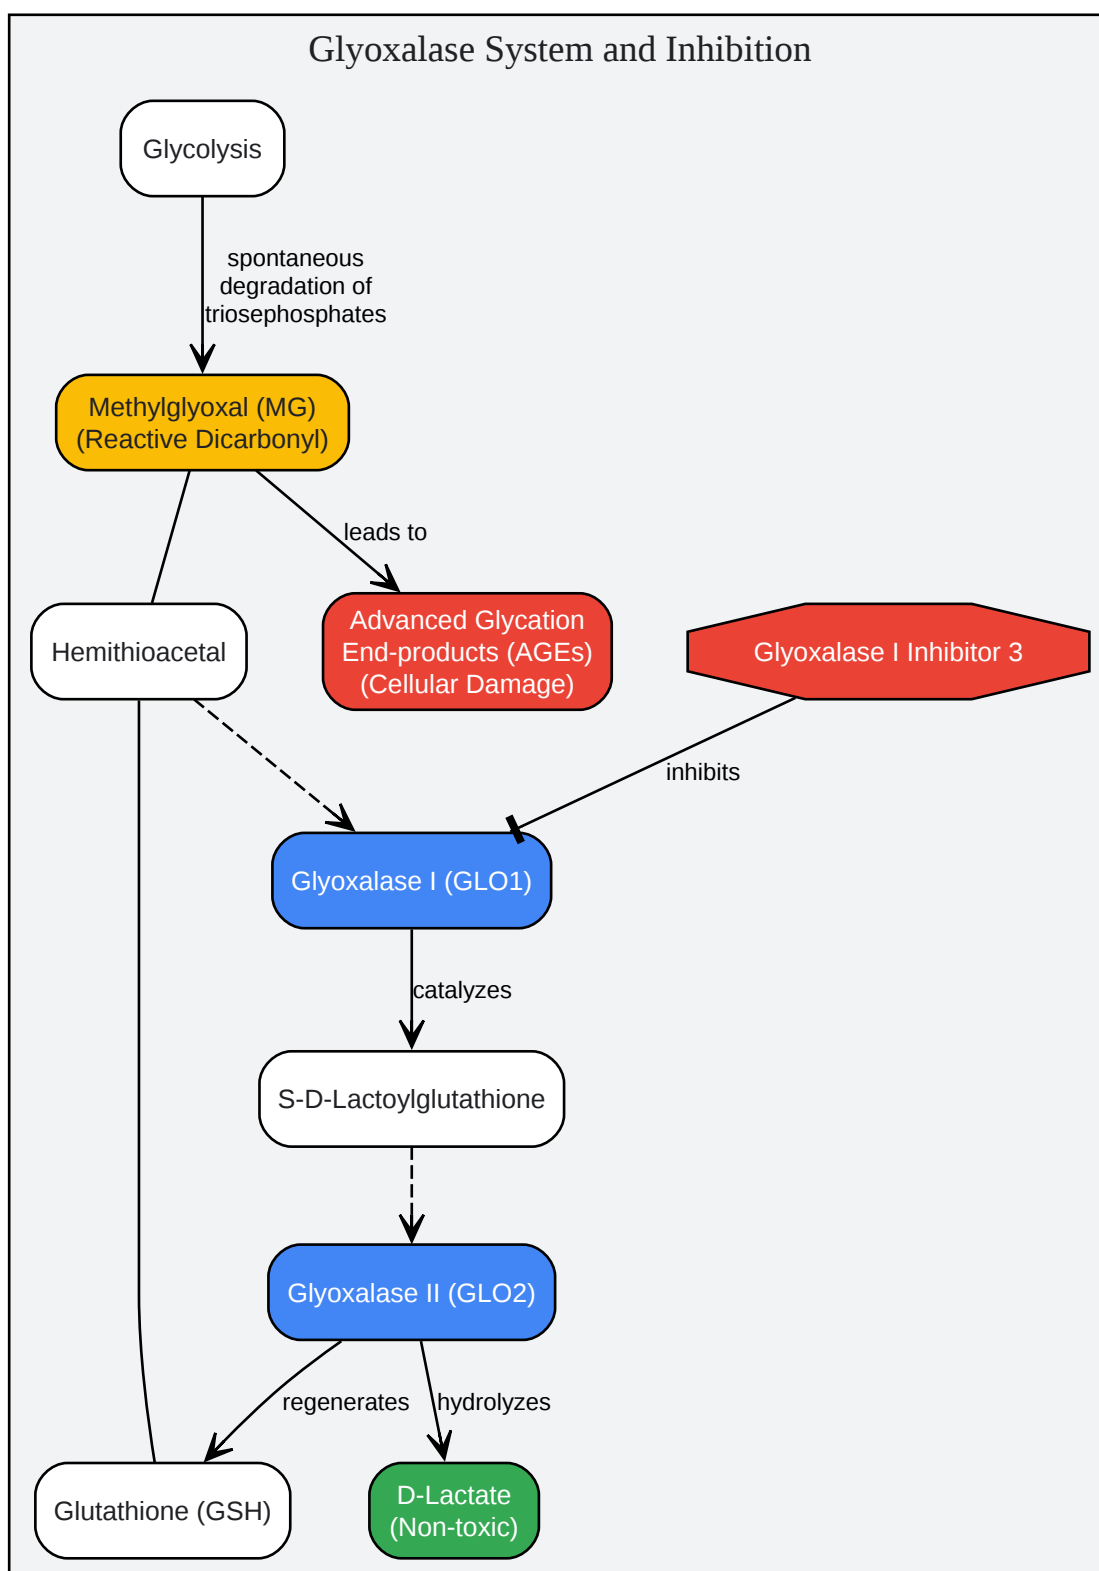 Glyoxalase System and Inhibition
Glycolysis
spontaneous
degradation of
triosephosphates
Methylglyoxal (MG)
(Reactive Dicarbonyl)
leads to
Hemithioacetal
Advanced Glycation
End-products (AGEs)
(Cellular Damage)
Glyoxalase I Inhibitor 3
inhibits
Glyoxalase I (GLO1)
catalyzes
S-D-Lactoylglutathione
Glyoxalase II (GLO2)
regenerates
hydrolyzes
Glutathione (GSH)
D-Lactate
(Non-toxic)